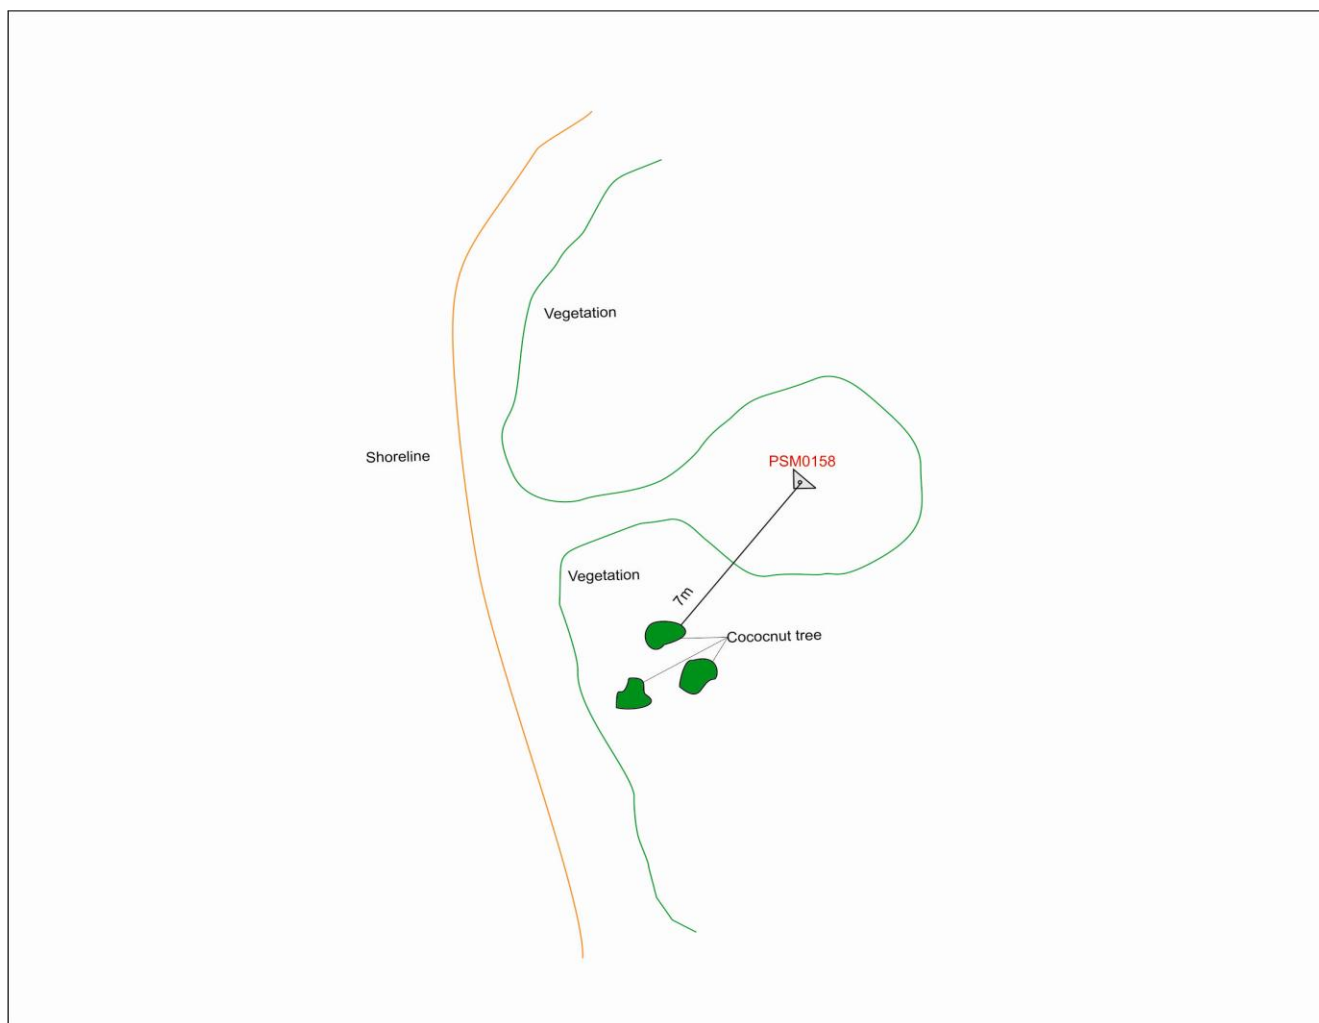 Vegetation
Shoreline
PSM0158
Vegetation
7m
Cococnut tree